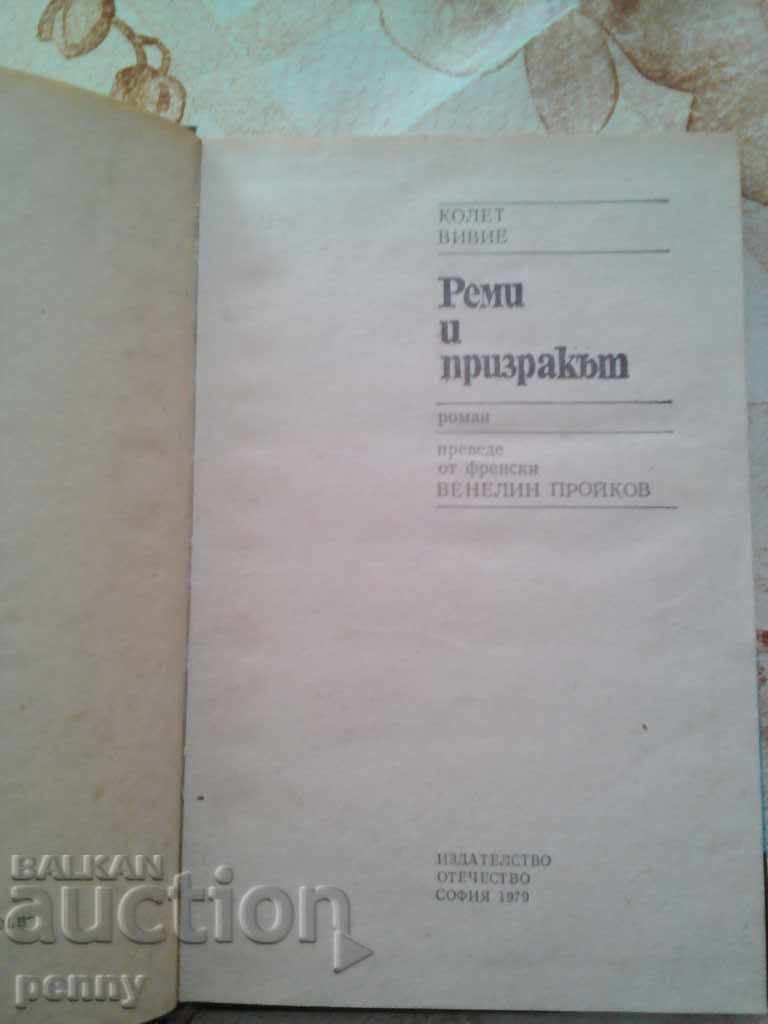 КОЛЕТ
ВИВИЕ
Реми
и
призракът
роман
преведе
от френски
ВЕНЕЛИН ПРОЙКОВ
ИЗДАТЕЛСТВО
ОТЕЧЕСТВО
СОФИЯ 1979
BALKAN
auction
penny